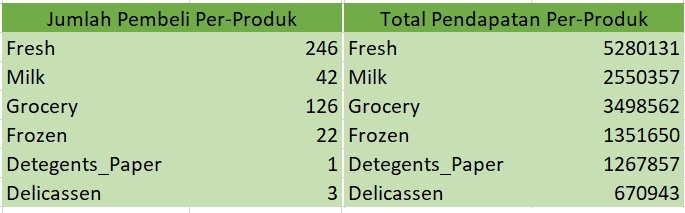 Jumlah Pembeli Per-Produk Total Pendapatan Per-Produk
Fresh 246 Fresh 5280131
Milk 42 Milk 2550357
Grocery 126 Grocery 3498562
Frozen 22 Frozen 1351650
Detegents_Paper 1 Detegents_Paper 1267857
Delicassen 3 Delicassen 670943